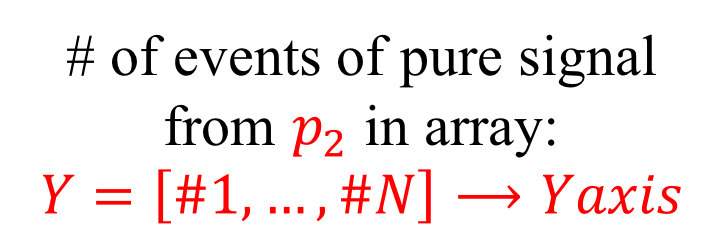 # of events of pure signal
from p₂ in array:
Y = [#1, … , #N] ⟶ Yaxis